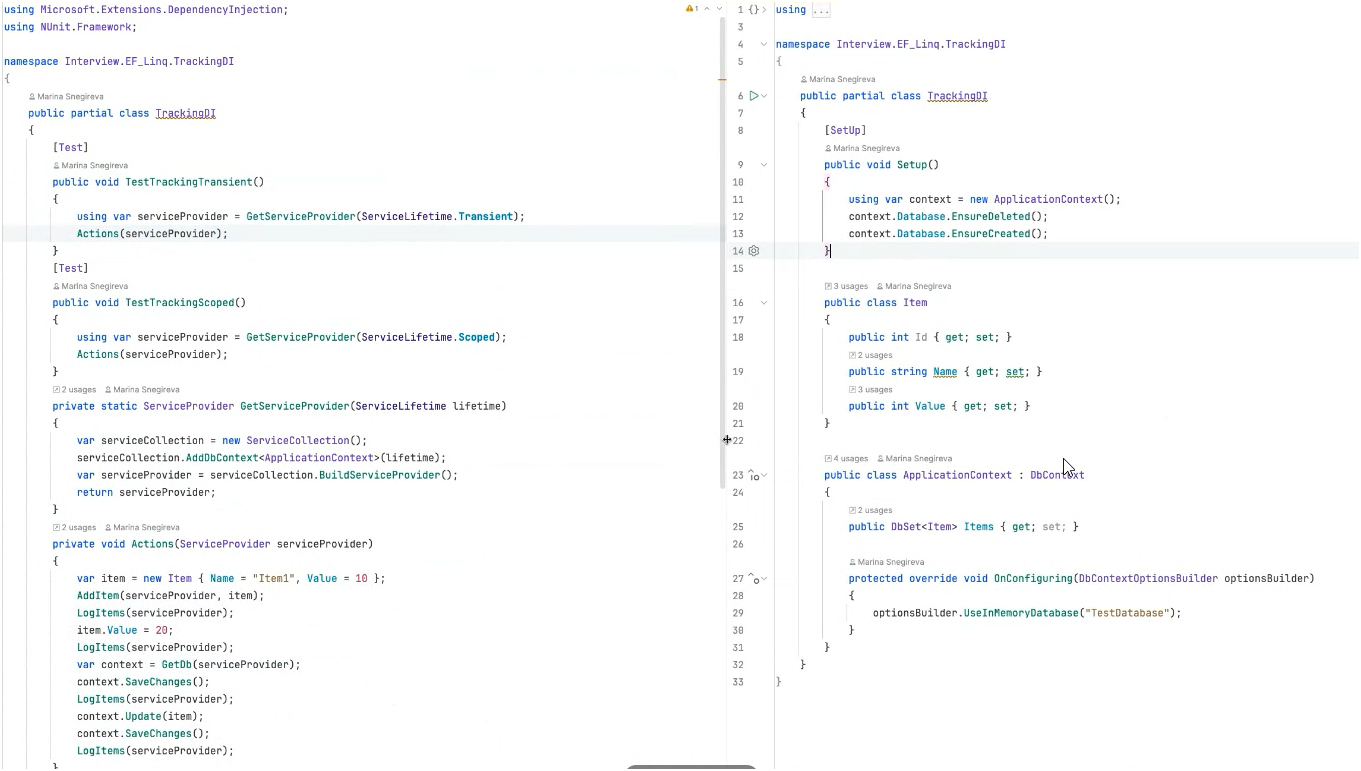 using Microsoft.Extensions.DependencyInjection;
using NUnit.Framework;
namespace Interview.EF_Linq.TrackingDI
{
Marina Snegireva
public partial class TrackingDI
{
[Test]
Marina Snegireva
public void TestTrackingTransient()
{
using var serviceProvider = GetServiceProvider(ServiceLifetime.Transient);
Actions(serviceProvider);
}
[Test]
Marina Snegireva
public void TestTrackingScoped()
{
using var serviceProvider = GetServiceProvider(ServiceLifetime.Scoped);
Actions(serviceProvider);
}
2 usages Marina Snegireva
private static ServiceProvider GetServiceProvider(ServiceLifetime lifetime)
{
var serviceCollection = new ServiceCollection();
serviceCollection.AddDbContext<ApplicationContext>(lifetime);
var serviceProvider = serviceCollection.BuildServiceProvider();
return serviceProvider;
}
2 usages Marina Snegireva
private void Actions(ServiceProvider serviceProvider)
{
var item = new Item { Name = "Item1", Value = 10 };
AddItem(serviceProvider, item);
LogItems(serviceProvider);
item.Value = 20;
LogItems(serviceProvider);
var context = GetDb(serviceProvider);
context.SaveChanges();
LogItems(serviceProvider);
context.Update(item);
context.SaveChanges();
LogItems(serviceProvider);
}
1
1 {} using ...
3
4 namespace Interview.EF_Linq.TrackingDI
5 {
Marina Snegireva
6 public partial class TrackingDI
7 {
8 [SetUp]
Marina Snegireva
9 public void Setup()
10 {
11 using var context = new ApplicationContext();
12 context.Database.EnsureDeleted();
13 context.Database.EnsureCreated();
14 }
15
3 usages Marina Snegireva
16 public class Item
17 {
18 public int Id { get; set; }
2 usages
19 public string Name { get; set; }
3 usages
20 public int Value { get; set; }
21 }
22
4 usages Marina Snegireva
23 public class ApplicationContext : DbContext
24 {
2 usages
25 public DbSet<Item> Items { get; set; }
26
Marina Snegireva
27 protected override void OnConfiguring(DbContextOptionsBuilder optionsBuilder)
28 {
29 optionsBuilder.UseInMemoryDatabase("TestDatabase");
30 }
31 }
32 }
33 }